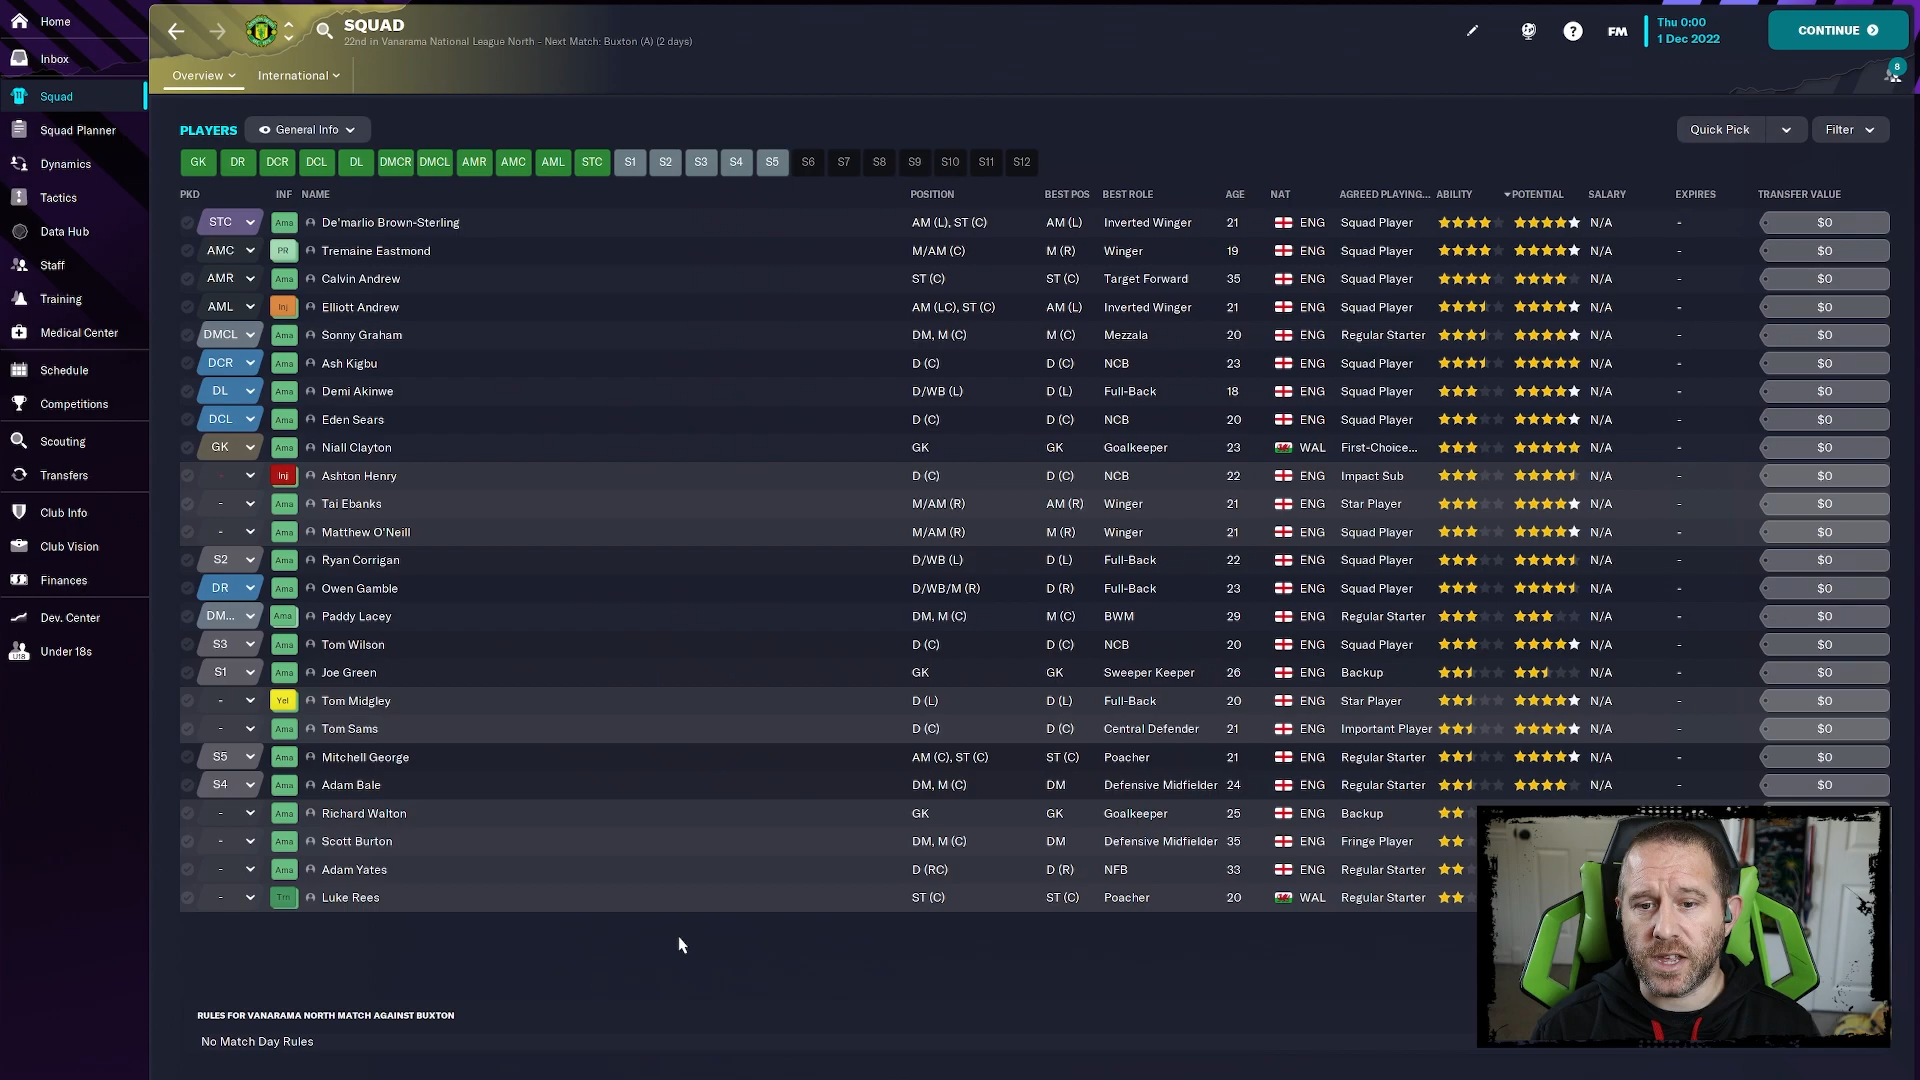 Home
Inbox
Squad
Squad Planner
Dynamics
Tactics
Data Hub
Staff
Training
Medical Center
Schedule
Competitions
Scouting
Transfers
Club Info
Club Vision
Finances
Dev. Center
Under 18s
SQUAD
22nd in Vanarama National League North - Next Match: Buxton (A) (2 days)
FM Thu 0:00
1 Dec 2022
CONTINUE
8
Overview International
PLAYERS General Info Quick Pick Filter
GK DR DCR DCL DL DMCR DMCL AMR AMC AML STC S1 S2 S3 S4 S5 S6 S7 S8 S9 S10 S11 S12
PKD INF NAME POSITION BEST POS BEST ROLE AGE NAT AGREED PLAYING... ABILITY POTENTIAL SALARY EXPIRES TRANSFER VALUE
STC Ama De'marlio Brown-Sterling AM (L), ST (C) AM (L) Inverted Winger 21 ENG Squad Player N/A - $0
AMC PR Tremaine Eastmond M/AM (C) M (R) Winger 19 ENG Squad Player N/A - $0
AMR Ama Calvin Andrew ST (C) ST (C) Target Forward 35 ENG Squad Player N/A - $0
AML Inj Elliott Andrew AM (LC), ST (C) AM (L) Inverted Winger 21 ENG Squad Player N/A - $0
DMCL Ama Sonny Graham DM, M (C) M (C) Mezzala 20 ENG Regular Starter N/A - $0
DCR Ama Ash Kigbu D (C) D (C) NCB 23 ENG Squad Player N/A - $0
DL Ama Demi Akinwe D/WB (L) D (L) Full-Back 18 ENG Squad Player N/A - $0
DCL Ama Eden Sears D (C) D (C) NCB 20 ENG Squad Player N/A - $0
GK Ama Niall Clayton GK GK Goalkeeper 23 WAL First-Choice... N/A - $0
- Inj Ashton Henry D (C) D (C) NCB 22 ENG Impact Sub N/A - $0
- Ama Tai Ebanks M/AM (R) AM (R) Winger 21 ENG Star Player N/A - $0
- Ama Matthew O'Neill M/AM (R) M (R) Winger 21 ENG Squad Player N/A - $0
S2 Ama Ryan Corrigan D/WB (L) D (L) Full-Back 22 ENG Squad Player N/A - $0
DR Ama Owen Gamble D/WB/M (R) D (R) Full-Back 23 ENG Squad Player N/A - $0
DM... Ama Paddy Lacey DM, M (C) M (C) BWM 29 ENG Regular Starter N/A - $0
S3 Ama Tom Wilson D (C) D (C) NCB 20 ENG Squad Player N/A - $0
S1 Ama Joe Green GK GK Sweeper Keeper 26 ENG Backup N/A - $0
- Yel Tom Midgley D (L) D (L) Full-Back 20 ENG Star Player N/A - $0
- Ama Tom Sams D (C) D (C) Central Defender 21 ENG Important Player N/A - $0
S5 Ama Mitchell George AM (C), ST (C) ST (C) Poacher 21 ENG Regular Starter N/A - $0
S4 Ama Adam Bale DM, M (C) DM Defensive Midfielder 24 ENG Regular Starter N/A - $0
- Ama Richard Walton GK GK Goalkeeper 25 ENG Backup
- Ama Scott Burton DM, M (C) DM Defensive Midfielder 35 ENG Fringe Player
- Ama Adam Yates D (RC) D (R) NFB 33 ENG Regular Starter
- Trn Luke Rees ST (C) ST (C) Poacher 20 WAL Regular Starter
RULES FOR VANARAMA NORTH MATCH AGAINST BUXTON
No Match Day Rules